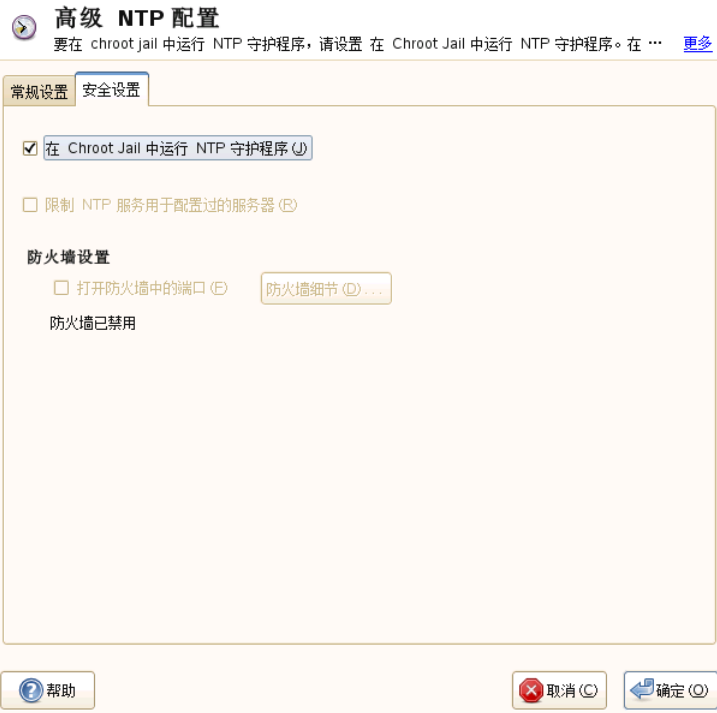 高级 NTP 配置
要在 chroot jail 中运行 NTP 守护程序，请设置 在 Chroot Jail 中运行 NTP 守护程序。在 … 更多
常规设置 安全设置
在 Chroot Jail 中运行 NTP 守护程序(J)
限制 NTP 服务用于配置过的服务器(R)
防火墙设置
打开防火墙中的端口(F) 防火墙细节(D)...
防火墙已禁用
帮助 取消(C) 确定(O)